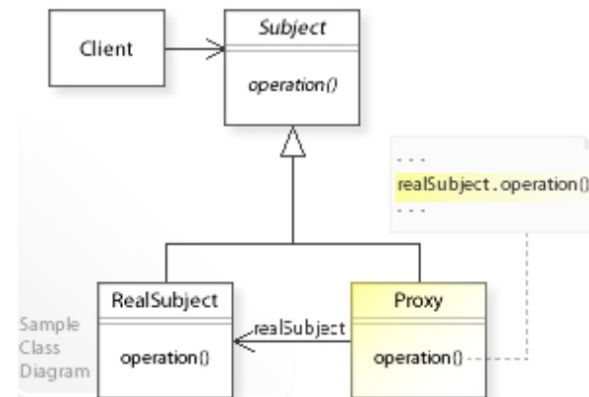 Client
Subject
operation()
- - -
realSubject.operation()
- - -
RealSubject
operation()
realSubject
Proxy
operation()
Sample
Class
Diagram